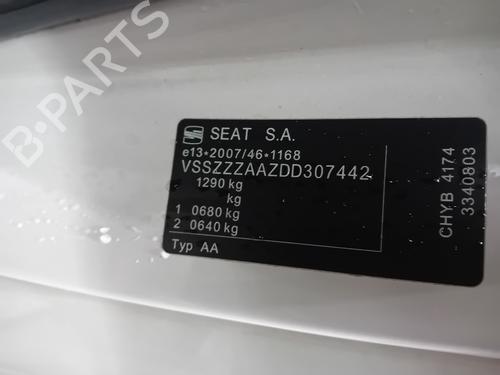 SEAT S.A.
e13*2007/46*1168
VSSZZZAAZDD307442
1290 kg
kg
1 0680 kg
2 0640 kg
Typ AA
CHYB 4174
3340803
B-PARTS